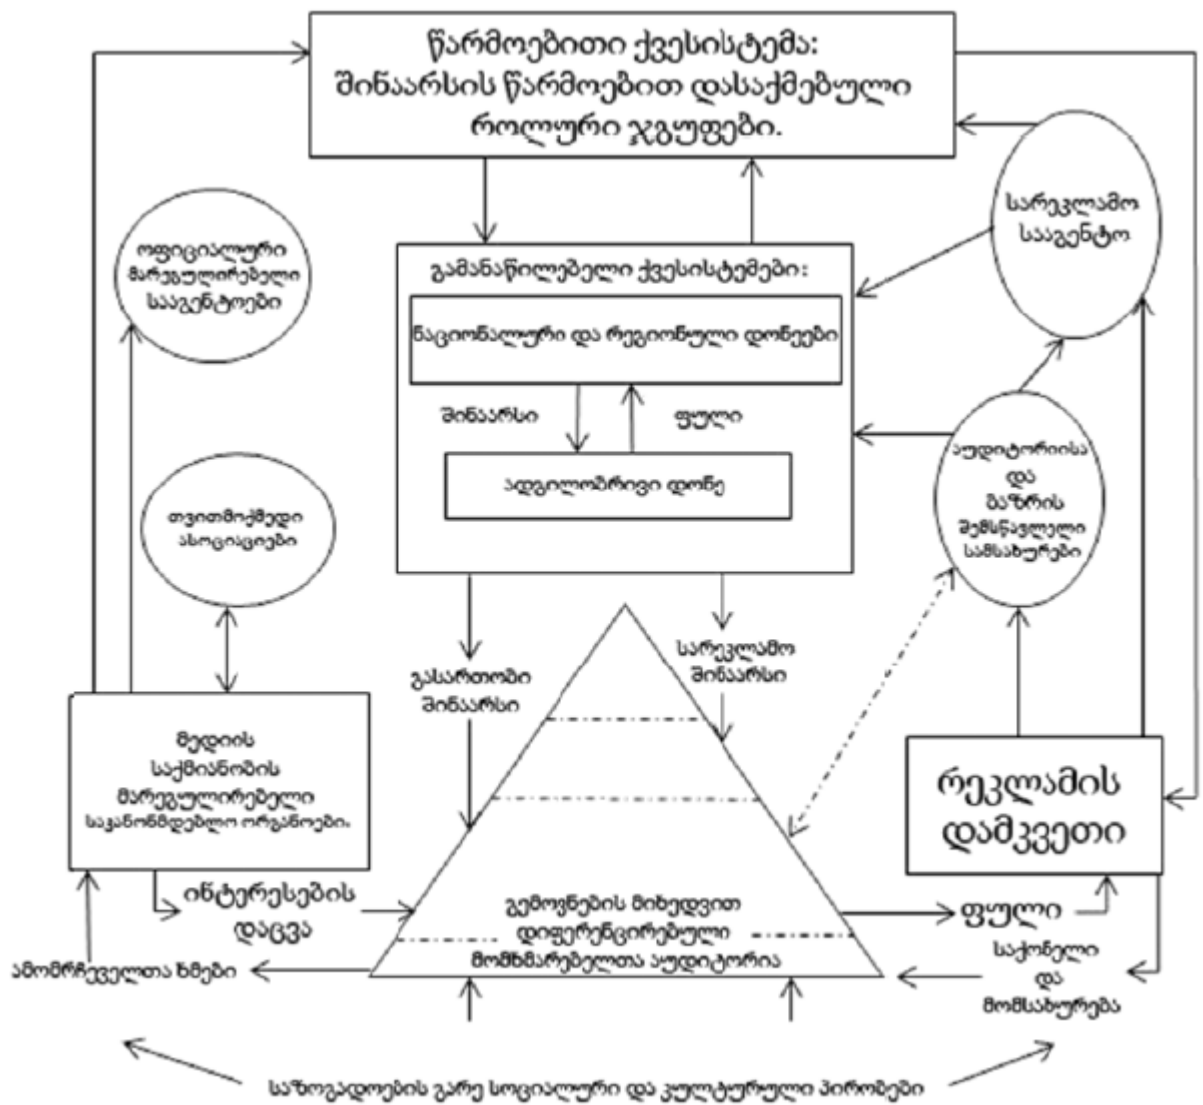 წარმოებითი ქვესისტემა:
შინაარსის წარმოებით დასაქმებული
როლური ჯგუფები.
სარეკლამო
სააგენტო
ოფიციალური
მარეგულირებელი
სააგენტოები
გამანაწილებელი ქვესისტემები:
ნაციონალური და რეგიონული დონეები
შინაარსი
ფული
ადგილობრივი დონე
აუდიტორიისა
და
ბაზრის
შემსწავლელი
სამსახურები
თვითმოქმედი
ასოციაციები
გასართობი
შინაარსი
სარეკლამო
შინაარსი
მედიის
საქმიანობის
მარეგულირებელი
საკანონმდებლო ორგანოები.
რეკლამის
დამკვეთი
ინტერესების
დაცვა
გემოვნების მიხედვით
დიფერენცირებული
მომხმარებელთა აუდიტორია
ფული
საქონელი
და
მომსახურება
ამომრჩეველთა ხმები
საზოგადოების გარე სოციალური და კულტურული პირობები